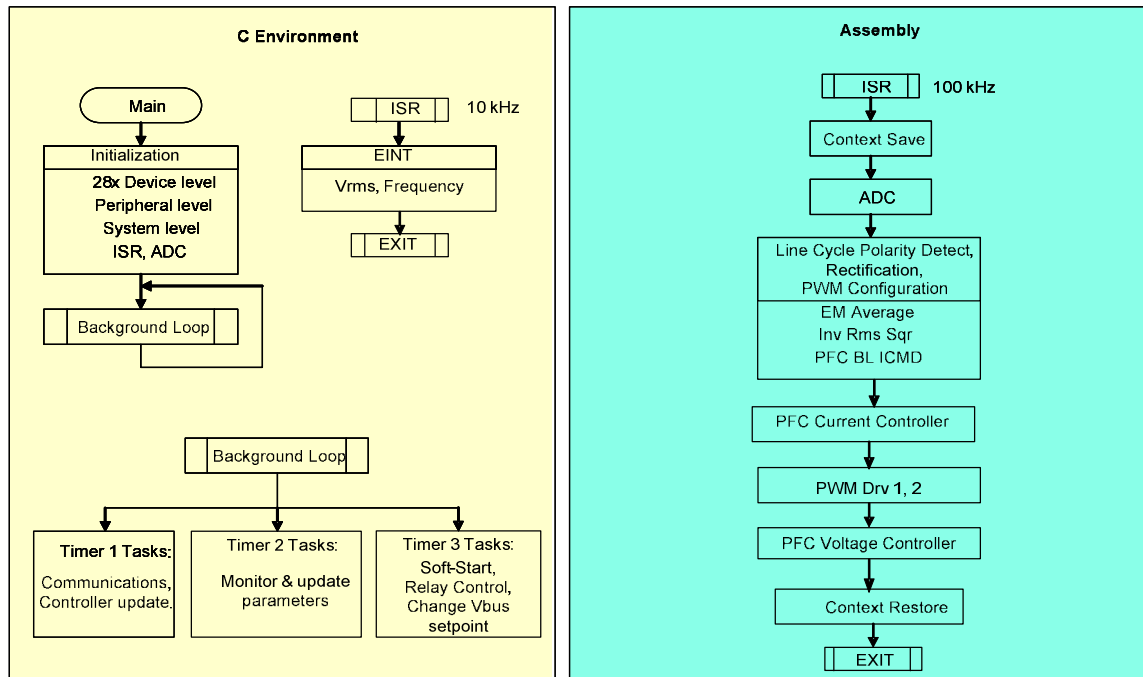 C Environment
Main
Initialization
28x Device level
Peripheral level
System level
ISR, ADC
Background Loop
ISR
10 kHz
EINT
Vrms, Frequency
EXIT
Background Loop
Timer 1 Tasks:
Communications,
Controller update.
Timer 2 Tasks:
Monitor & update
parameters
Timer 3 Tasks:
Soft-Start,
Relay Control,
Change Vbus
setpoint
Assembly
ISR
100 kHz
Context Save
ADC
Line Cycle Polarity Detect,
Rectification,
PWM Configuration
EM Average
Inv Rms Sqr
PFC BL ICMD
PFC Current Controller
PWM Drv 1, 2
PFC Voltage Controller
Context Restore
EXIT